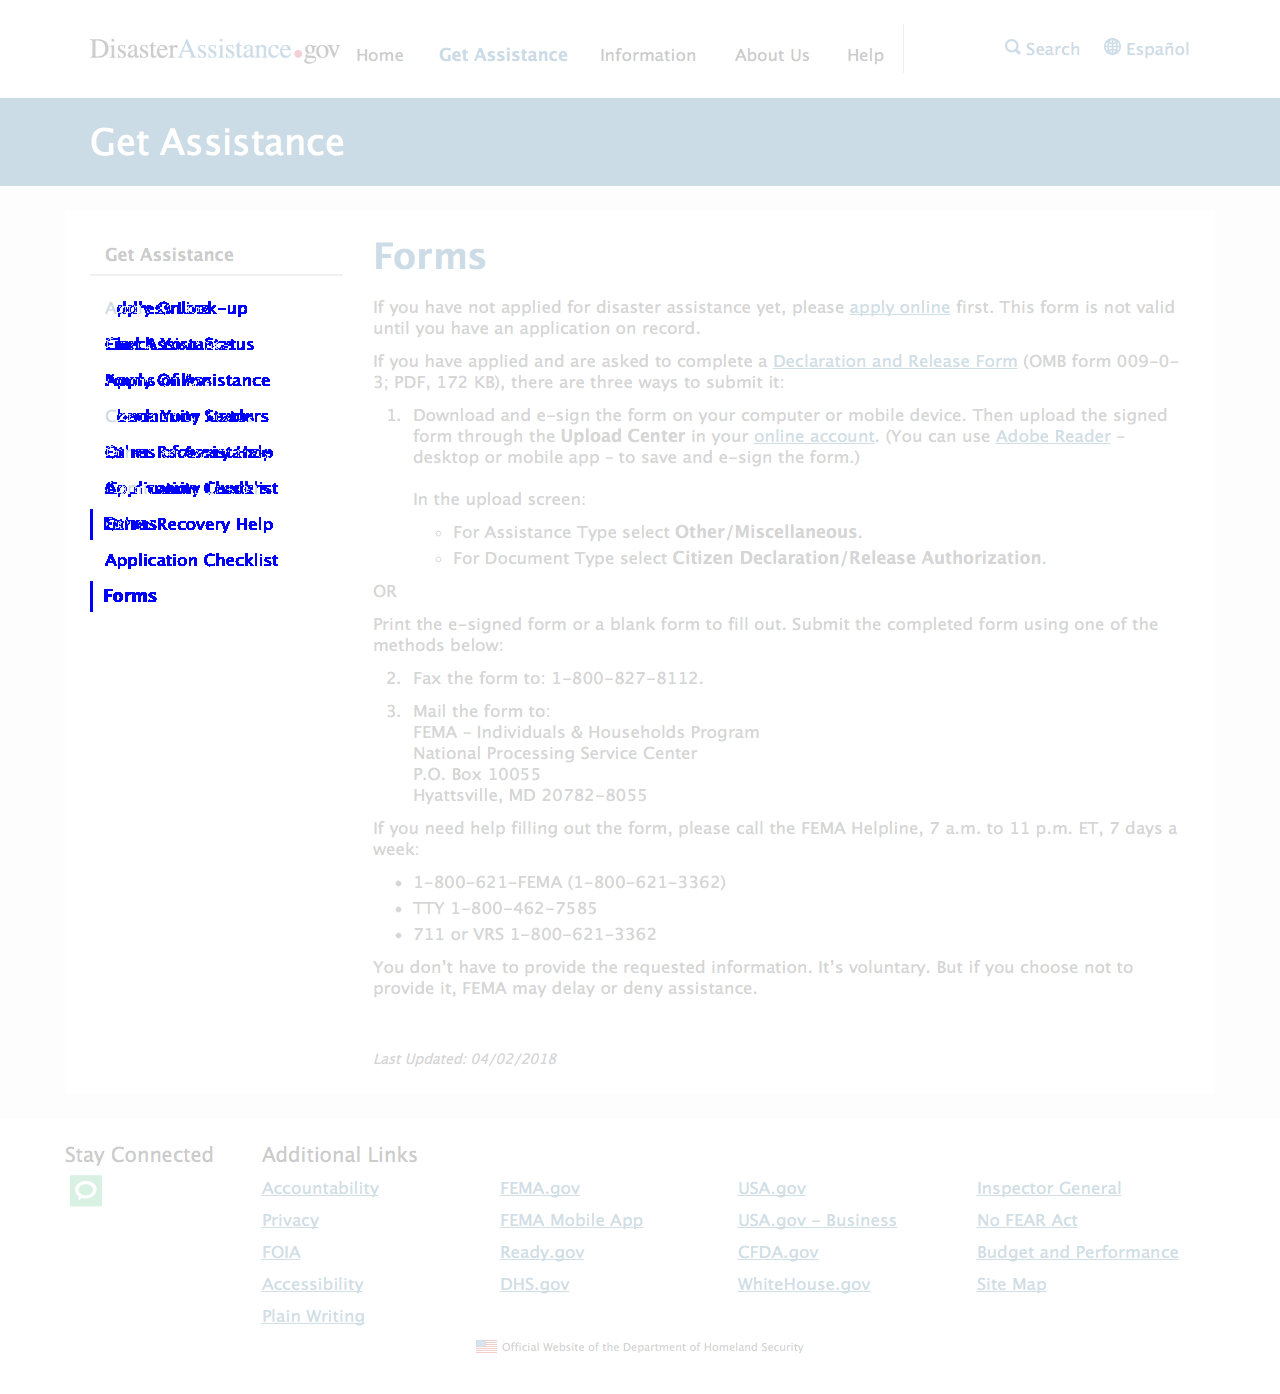 DisasterAssistance.gov Home Get Assistance Information About Us Help Search Español
Get Assistance
Get Assistance
Application Checklist
Forms
Forms
If you have not applied for disaster assistance yet, please apply online first. This form is not valid
until you have an application on record.
If you have applied and are asked to complete a Declaration and Release Form (OMB form 009-0-
3; PDF, 172 KB), there are three ways to submit it:
1. Download and e-sign the form on your computer or mobile device. Then upload the signed
form through the Upload Center in your online account. (You can use Adobe Reader –
desktop or mobile app – to save and e-sign the form.)
In the upload screen:
◦ For Assistance Type select Other/Miscellaneous.
◦ For Document Type select Citizen Declaration/Release Authorization.
OR
Print the e-signed form or a blank form to fill out. Submit the completed form using one of the
methods below:
2. Fax the form to: 1-800-827-8112.
3. Mail the form to:
FEMA – Individuals & Households Program
National Processing Service Center
P.O. Box 10055
Hyattsville, MD 20782-8055
If you need help filling out the form, please call the FEMA Helpline, 7 a.m. to 11 p.m. ET, 7 days a
week:
• 1-800-621-FEMA (1-800-621-3362)
• TTY 1-800-462-7585
• 711 or VRS 1-800-621-3362
You don't have to provide the requested information. It's voluntary. But if you choose not to
provide it, FEMA may delay or deny assistance.
Last Updated: 04/02/2018
Stay Connected
Additional Links
Accountability FEMA.gov USA.gov Inspector General
Privacy FEMA Mobile App USA.gov – Business No FEAR Act
FOIA Ready.gov CFDA.gov Budget and Performance
Accessibility DHS.gov WhiteHouse.gov Site Map
Plain Writing
Official Website of the Department of Homeland Security